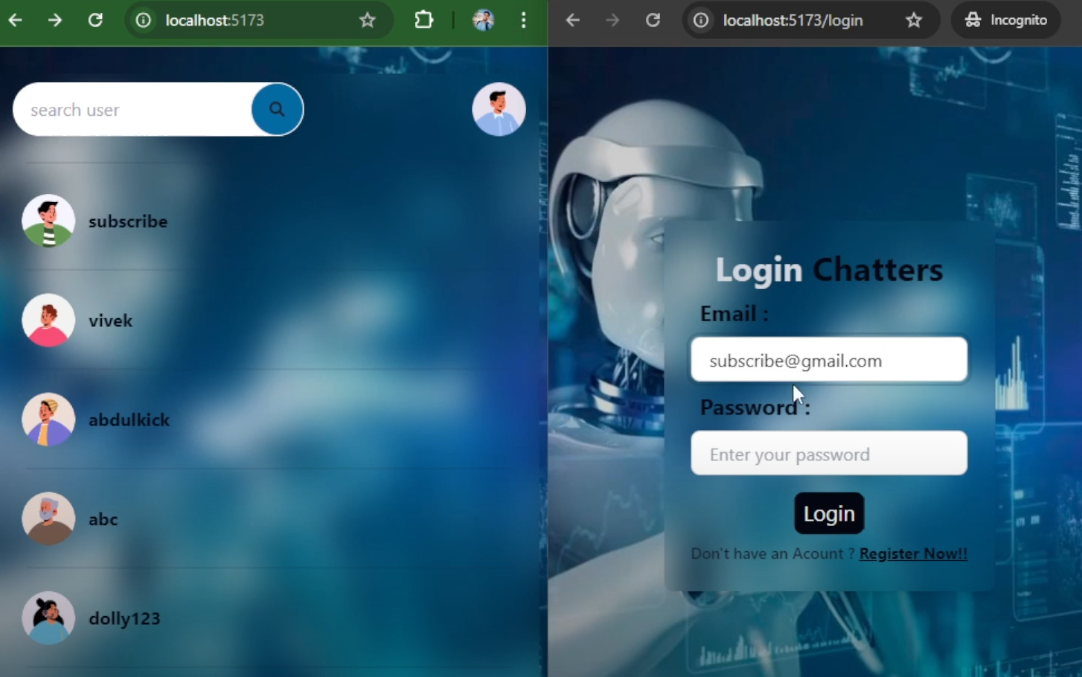 localhost:5173
search user
subscribe
vivek
abdulkick
abc
dolly123
localhost:5173/login
Incognito
Login Chatters
Email :
subscribe@gmail.com
Password :
Enter your password
Login
Don't have an Acount ? Register Now!!